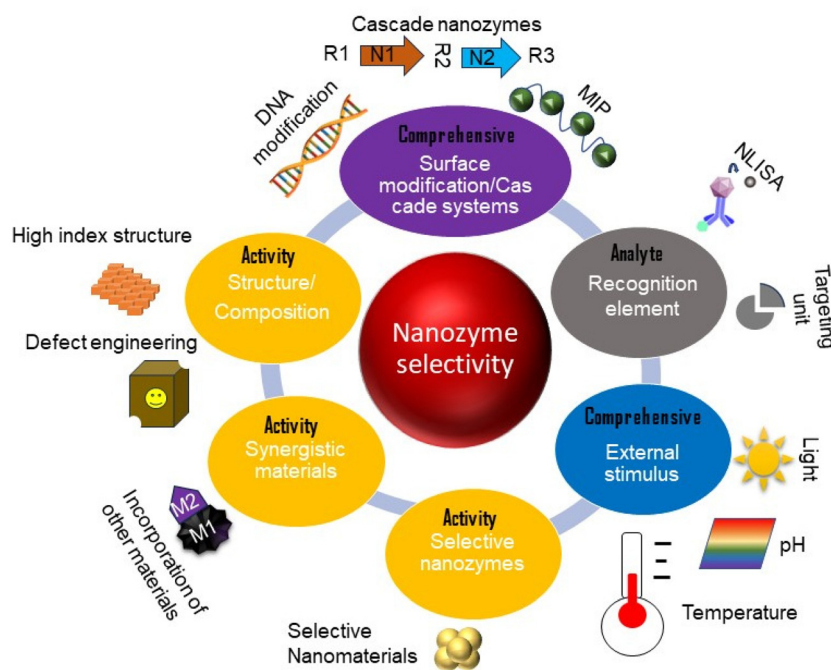 Cascade nanozymes
R1 N1 R2 N2 R3
DNA
modification
MIP
Comprehensive
Surface
modification/Cas
cade systems
NLISA
Analyte
Recognition
element
Targeting
unit
Comprehensive
External
stimulus
Light
pH
Temperature
Activity
Selective
nanozymes
Selective
Nanomaterials
Activity
Synergistic
materials
M2
M1
Incorporation of
other materials
Activity
Structure/
Composition
High index structure
Defect engineering
Nanozyme
selectivity